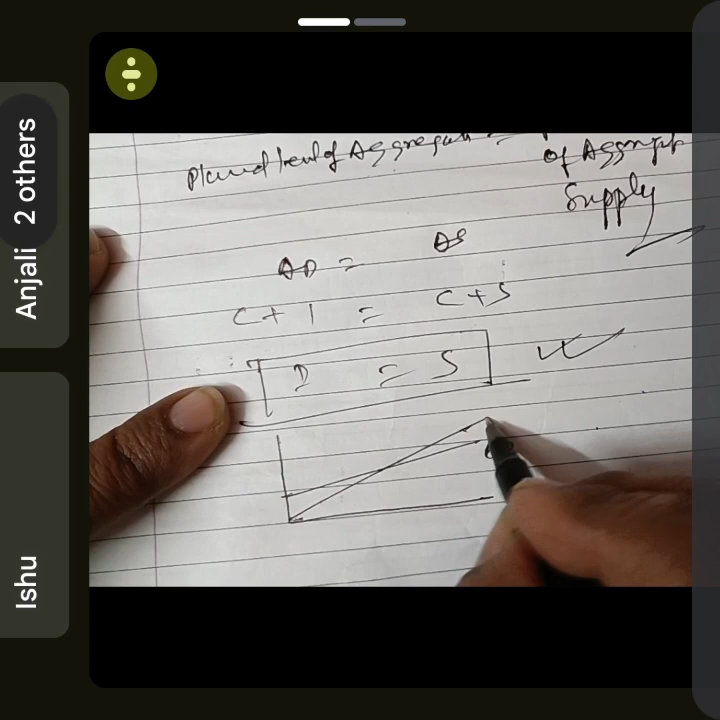 of Aggregate
Supply
AD = AS
C + I = C + S
I = S
C
Anjali 2 others
Ishu